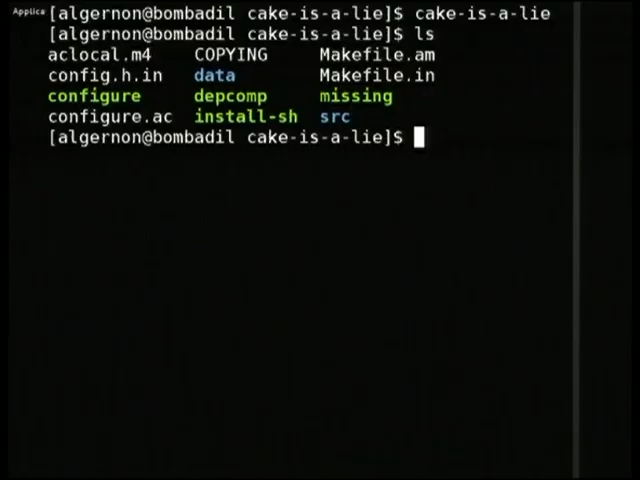 Applica
[algernon@bombadil cake-is-a-lie]$ cake-is-a-lie
[algernon@bombadil cake-is-a-lie]$ ls
aclocal.m4 COPYING Makefile.am
config.h.in data Makefile.in
configure depcomp missing
configure.ac install-sh src
[algernon@bombadil cake-is-a-lie]$